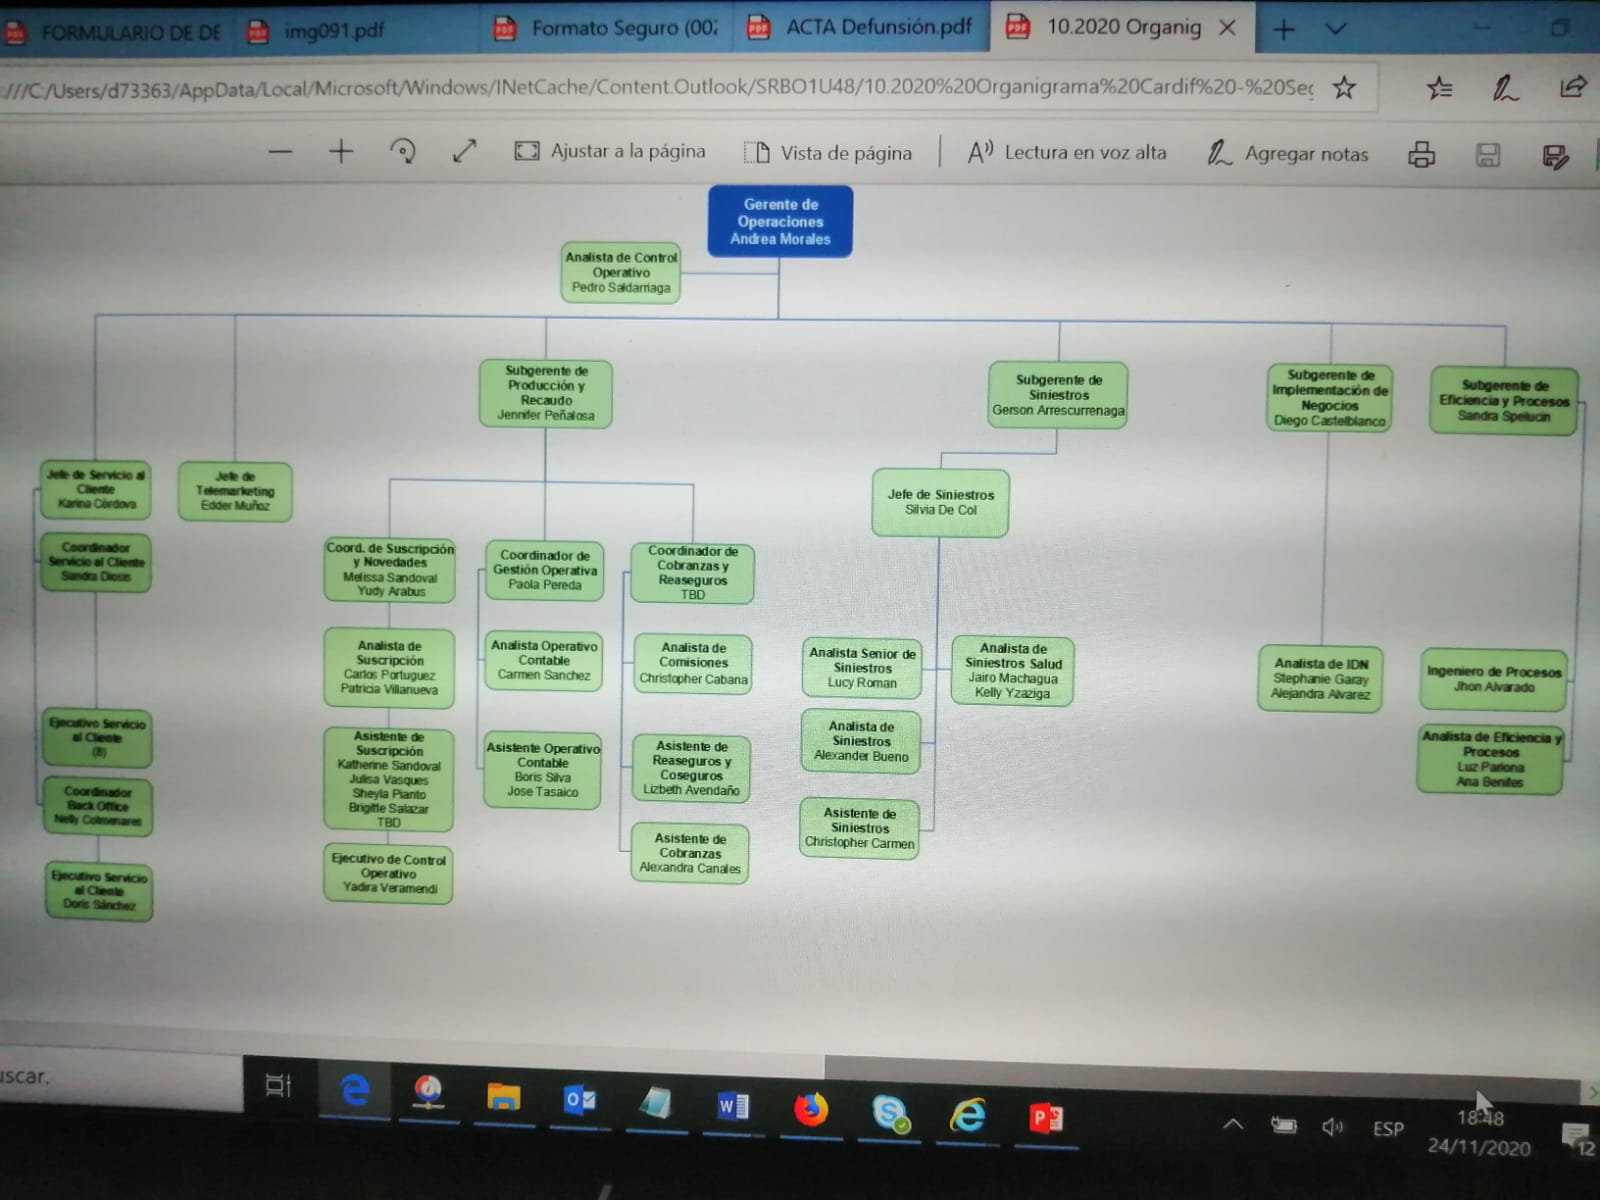 FORMULARIO DE DE
img091.pdf
Formato Seguro (00
ACTA Defunsión.pdf
10.2020 Organig
:///C:/Users/d73363/AppData/Local/Microsoft/Windows/INetCache/Content.Outlook/SRBO1U48/10.2020%20Organigrama%20Cardif%20-%20Seg
Ajustar a la página
Vista de página
Lectura en voz alta
Agregar notas
Gerente de
Operaciones
Andrea Morales
Analista de Control
Operativo
Pedro Saldarriaga
Subgerente de
Producción y
Recaudo
Jennifer Peñalosa
Subgerente de
Siniestros
Gerson Arrescurrenaga
Subgerente de
Implementación de
Negocios
Diego Castelblanco
Subgerente de
Eficiencia y Procesos
Sandra Spelucin
Jefe de Servicio al
Cliente
Karina Córdova
Jefe de
Telemarketing
Edder Muñoz
Jefe de Siniestros
Silvia De Col
Coordinador
Servicio al Cliente
Sandra Diosis
Coord. de Suscripción
y Novedades
Melissa Sandoval
Yudy Arabus
Coordinador de
Gestión Operativa
Paola Pereda
Coordinador de
Cobranzas y
Reaseguros
TBD
Analista de
Suscripción
Carlos Portuguez
Patricia Villanueva
Analista Operativo
Contable
Carmen Sanchez
Analista de
Comisiones
Christopher Cabana
Analista Senior de
Siniestros
Lucy Roman
Analista de
Siniestros Salud
Jairo Machagua
Kelly Yzaziga
Analista de IDN
Stephanie Garay
Alejandra Alvarez
Ingeniero de Procesos
Jhon Alvarado
Ejecutivo Servicio
al Cliente
(8)
Asistente de
Suscripción
Katherine Sandoval
Julisa Vasques
Sheyla Pianto
Brigitte Salazar
TBD
Asistente Operativo
Contable
Boris Silva
Jose Tasaico
Asistente de
Reaseguros y
Coseguros
Lizbeth Avendaño
Analista de
Siniestros
Alexander Bueno
Analista de Eficiencia y
Procesos
Luz Pariona
Ana Benites
Coordinador
Back Office
Nelly Colmenares
Asistente de
Siniestros
Christopher Carmen
Ejecutivo de Control
Operativo
Yadira Veramendi
Asistente de
Cobranzas
Alexandra Canales
Ejecutivo Servicio
al Cliente
Doris Sánchez
uscar.
ESP
18:48
24/11/2020
12